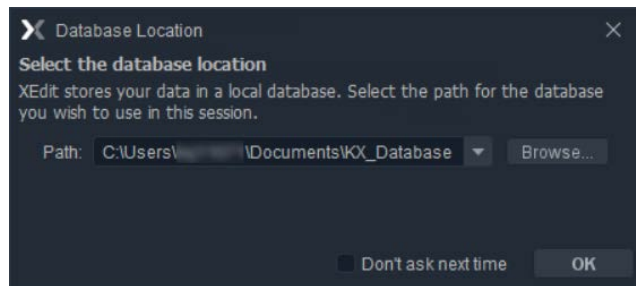 Database Location
Select the database location
XEdit stores your data in a local database. Select the path for the database
you wish to use in this session.
Path: C:\Users\ \Documents\KX_Database Browse...
Don't ask next time OK